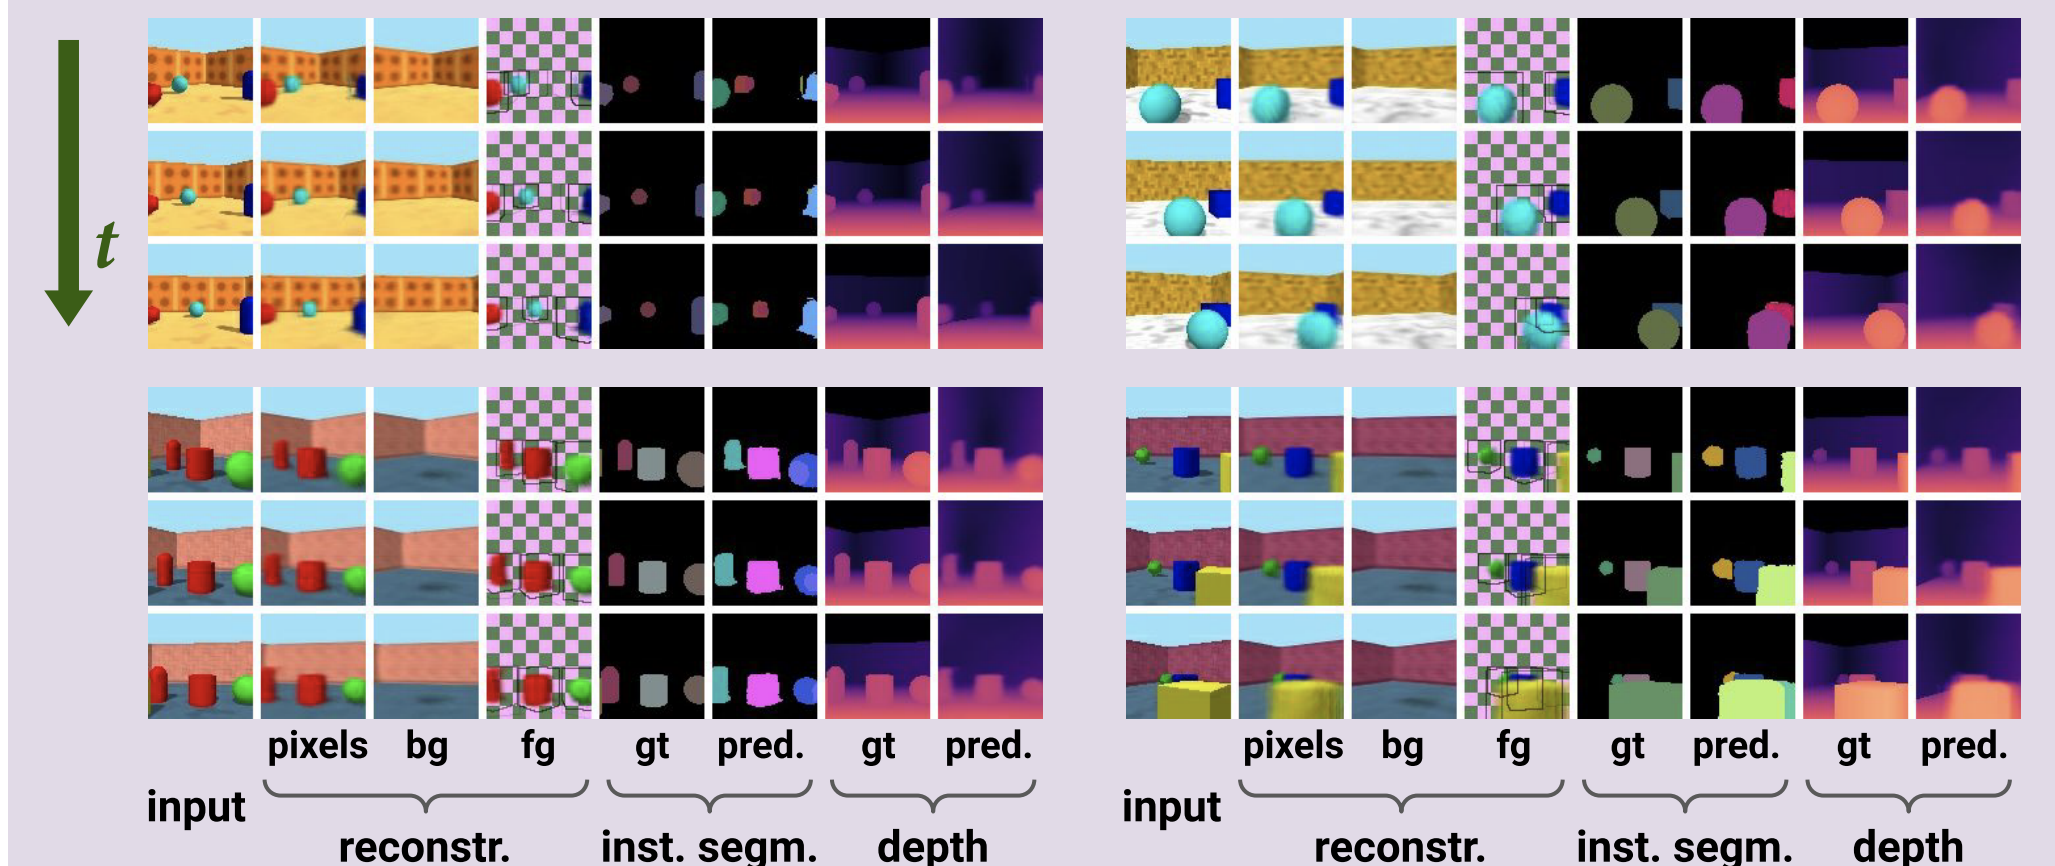 t
pixels bg fg gt pred. gt pred.
input
reconstr. inst. segm. depth
pixels bg fg gt pred. gt pred.
input
reconstr. inst. segm. depth